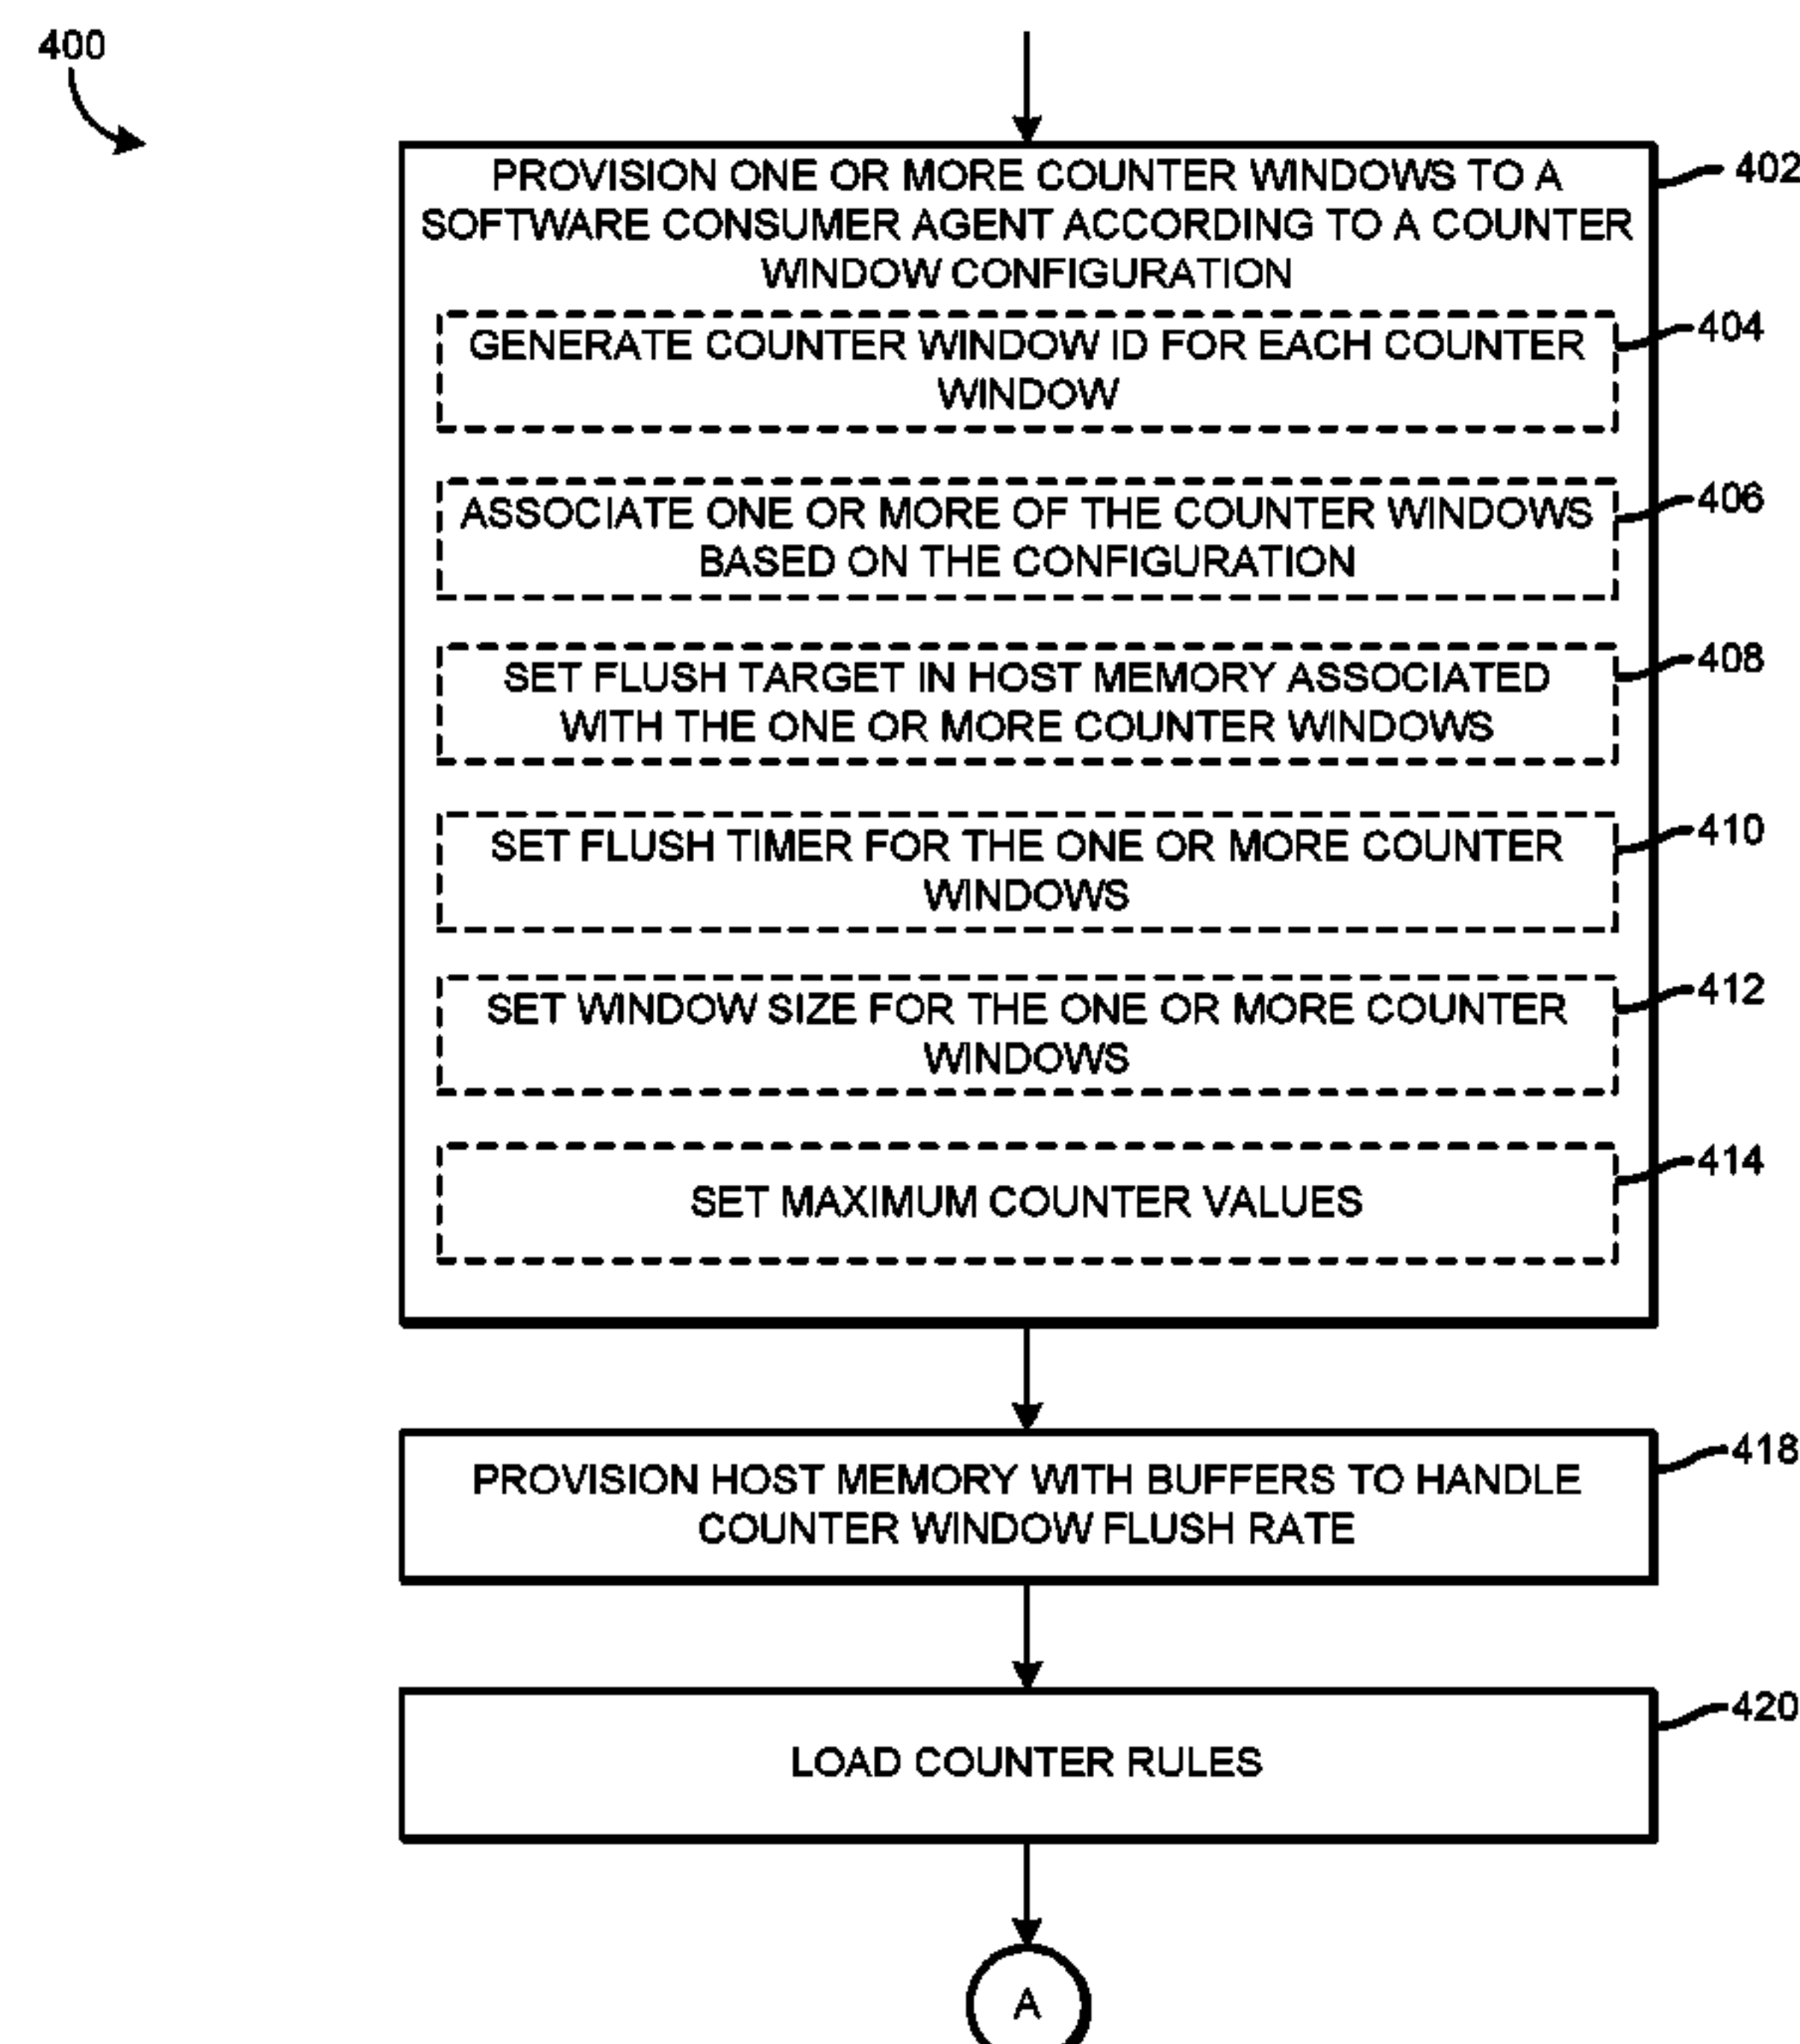 400
PROVISION ONE OR MORE COUNTER WINDOWS TO A
SOFTWARE CONSUMER AGENT ACCORDING TO A COUNTER
WINDOW CONFIGURATION
402
GENERATE COUNTER WINDOW ID FOR EACH COUNTER
WINDOW
404
ASSOCIATE ONE OR MORE OF THE COUNTER WINDOWS
BASED ON THE CONFIGURATION
406
SET FLUSH TARGET IN HOST MEMORY ASSOCIATED
WITH THE ONE OR MORE COUNTER WINDOWS
408
SET FLUSH TIMER FOR THE ONE OR MORE COUNTER
WINDOWS
410
SET WINDOW SIZE FOR THE ONE OR MORE COUNTER
WINDOWS
412
SET MAXIMUM COUNTER VALUES
414
PROVISION HOST MEMORY WITH BUFFERS TO HANDLE
COUNTER WINDOW FLUSH RATE
418
LOAD COUNTER RULES
420
A